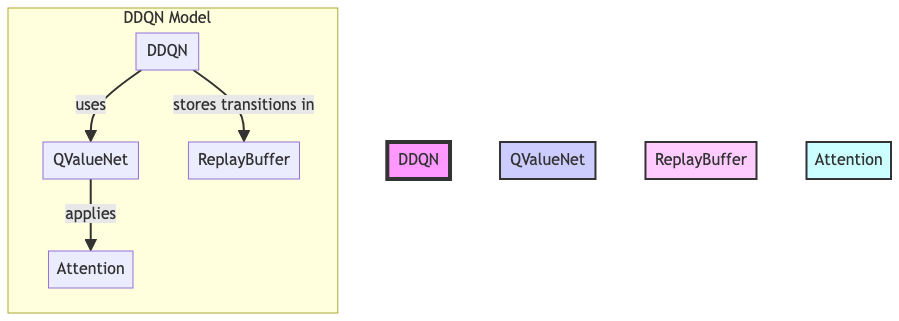 DDQN Model
DDQN
uses
stores transitions in
QValueNet
ReplayBuffer
applies
Attention
DDQN
QValueNet
ReplayBuffer
Attention